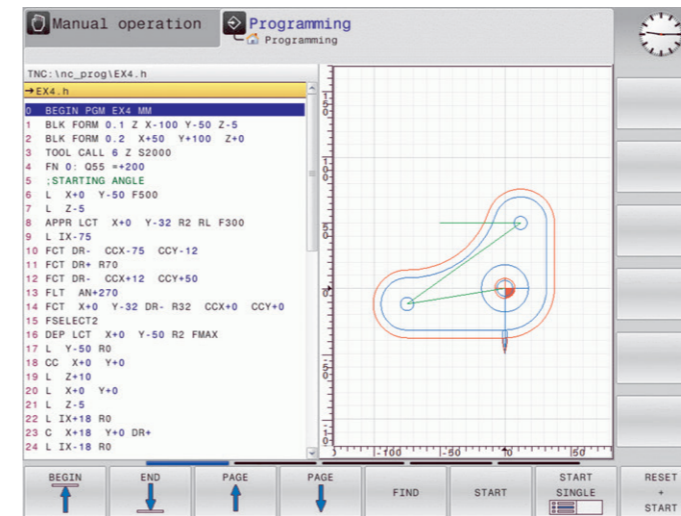 Manual operation
Programming
Programming
TNC:\nc_prog\EX4.h
→EX4.h
0 BEGIN PGM EX4 MM
1 BLK FORM 0.1 Z X-100 Y-50 Z-5
2 BLK FORM 0.2 X+50 Y+100 Z+0
3 TOOL CALL 6 Z S2000
4 FN 0: Q55 =+200
5 ;STARTING ANGLE
6 L X+0 Y-50 F500
7 L Z-5
8 APPR LCT X+0 Y-32 R2 RL F300
9 L IX-75
10 FCT DR- CCX-75 CCY-12
11 FCT DR+ R70
12 FCT DR- CCX+12 CCY+50
13 FLT AN+270
14 FCT X+0 Y-32 DR- R32 CCX+0 CCY+0
15 FSELECT2
16 DEP LCT X+0 Y-50 R2 FMAX
17 L Y-50 R0
18 CC X+0 Y+0
19 L Z+10
20 L X+0 Y+0
21 L Z-5
22 L IX+18 R0
23 C X+18 Y+0 DR+
24 L IX-18 R0
150
100
50
0
-50
-100
-50
0
50
BEGIN
END
PAGE
PAGE
FIND
START
START
SINGLE
RESET
+
START